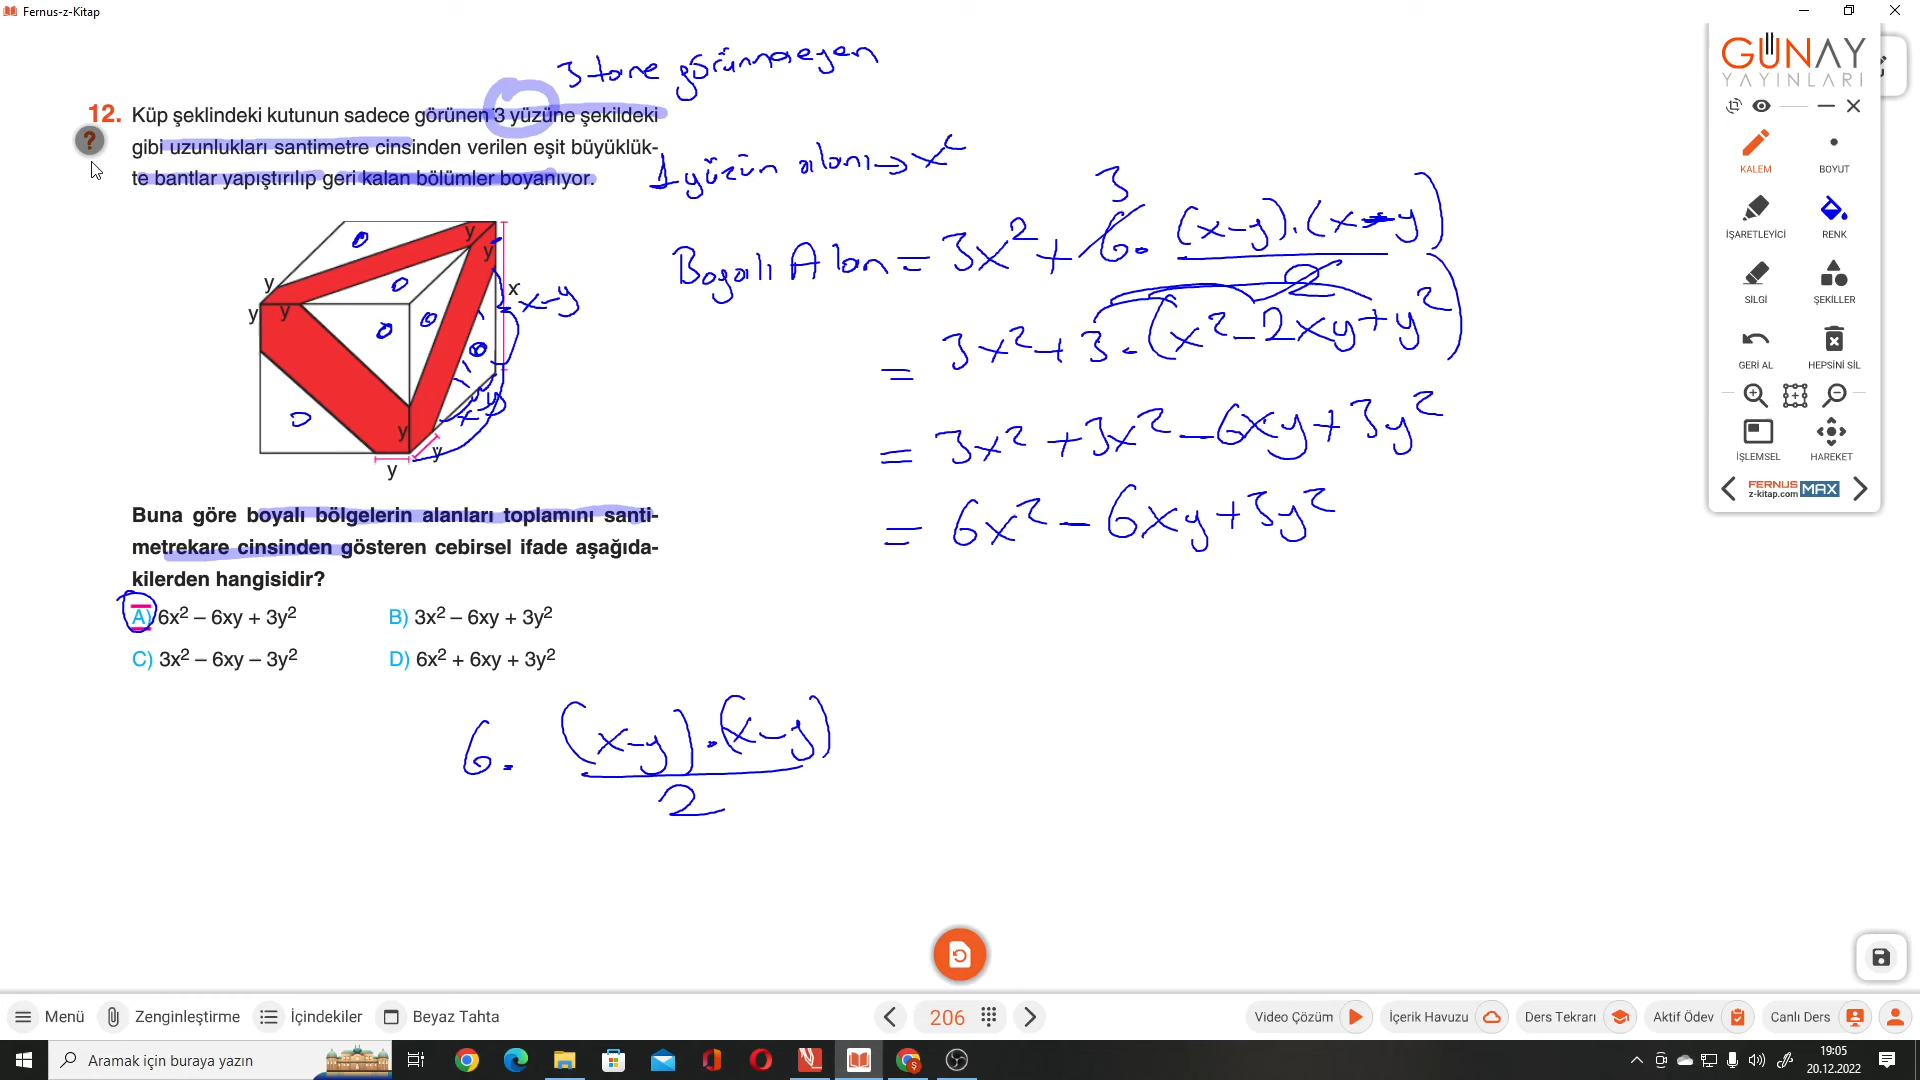 Fernus-z-Kitap
3 tane görünmeyen
12. Küp şeklindeki kutunun sadece görünen 3 yüzüne şekildeki
? gibi uzunlukları santimetre cinsinden verilen eşit büyüklük-
te bantlar yapıştırılıp geri kalan bölümler boyanıyor.
1 yüzün alanı → x²
y
y
y
y
y
x
x-y
y
x-y
y
y
Boyalı Alan = 3x² + 6. (x-y).(x-y) / 2
3
= 3x² + 3.(x² - 2xy + y²)
= 3x² + 3x² - 6xy + 3y²
= 6x² - 6xy + 3y²
Buna göre boyalı bölgelerin alanları toplamını santi-
metrekare cinsinden gösteren cebirsel ifade aşağıda-
kilerden hangisidir?
A) 6x² – 6xy + 3y² B) 3x² – 6xy + 3y²
C) 3x² – 6xy – 3y² D) 6x² + 6xy + 3y²
6. (x-y).(x-y) / 2
GÜNAY
YAYINLARI
KALEM BOYUT
İŞARETLEYİCİ RENK
SİLGİ ŞEKİLLER
GERİ AL HEPSİNİ SİL
İŞLEMSEL HAREKET
FERNUS
z-kitap.com MAX
Menü Zenginleştirme İçindekiler Beyaz Tahta 206 Video Çözüm İçerik Havuzu Ders Tekrarı Aktif Ödev Canlı Ders
Aramak için buraya yazın
19:05
20.12.2022